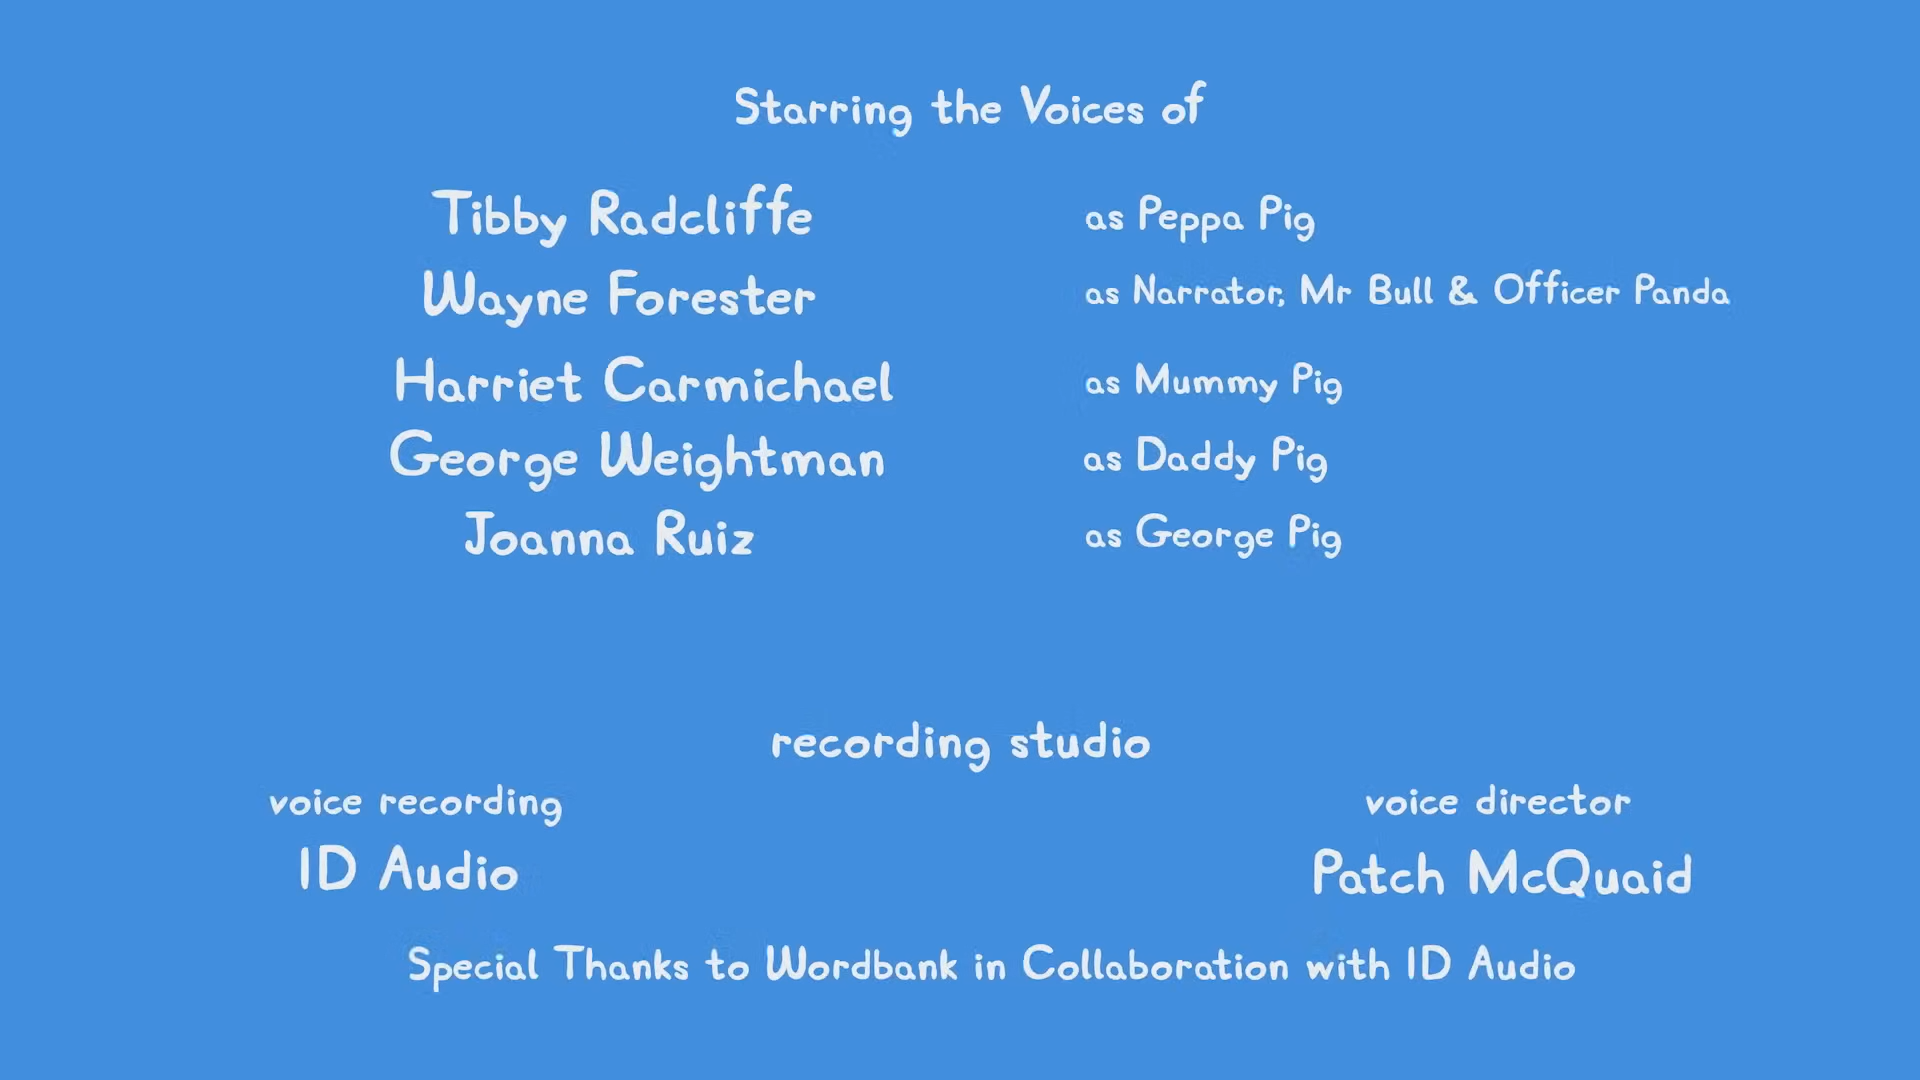 Starring the Voices of
Tibby Radcliffe as Peppa Pig
Wayne Forester as Narrator, Mr Bull & Officer Panda
Harriet Carmichael as Mummy Pig
George Weightman as Daddy Pig
Joanna Ruiz as George Pig
recording studio
voice recording voice director
ID Audio Patch McQuaid
Special Thanks to Wordbank in Collaboration with ID Audio